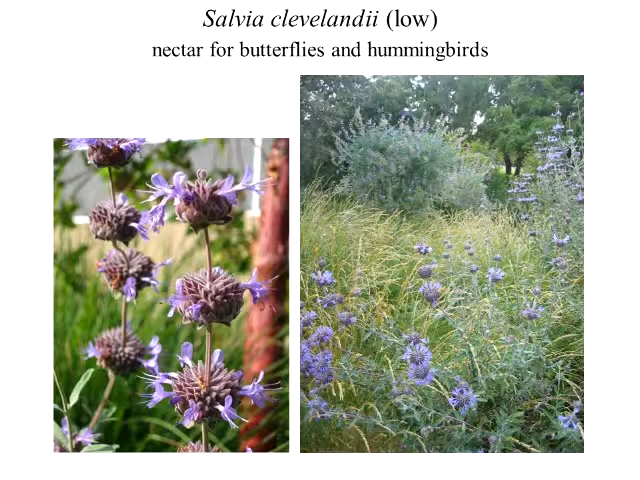 Salvia clevelandii (low)
nectar for butterflies and hummingbirds